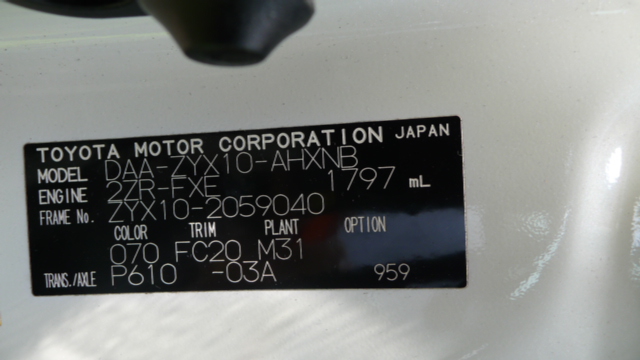 TOYOTA MOTOR CORPORATION JAPAN
MODEL DAA-ZYX10-AHXNB
ENGINE 2ZR-FXE 1797 mL
FRAME No. ZYX10-2059040
COLOR TRIM PLANT OPTION
070 FC20 M31
TRANS./AXLE P610 -03A 959